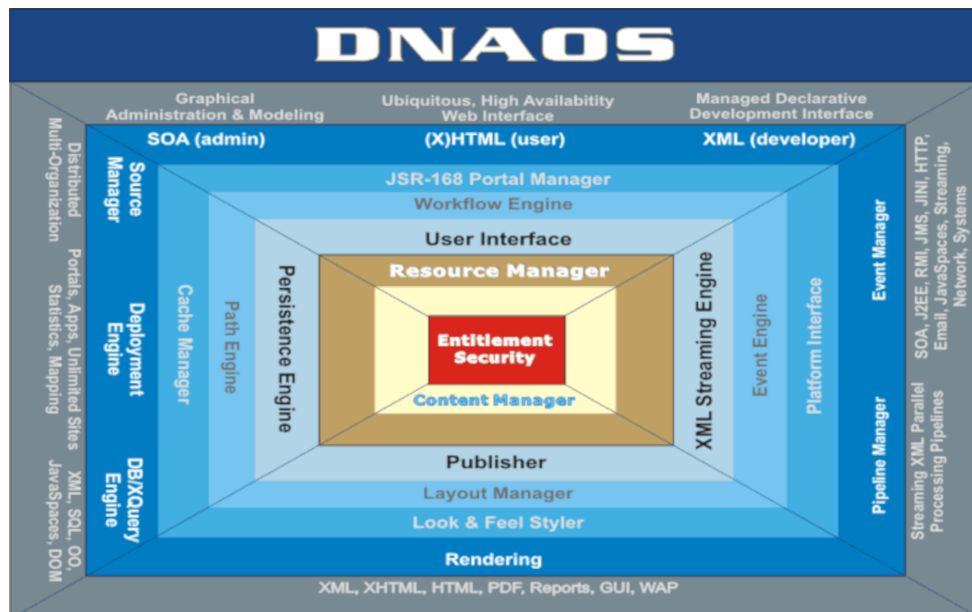 DNAOS
Graphical
Administration & Modeling
Ubiquitous, High Availabitity
Web Interface
Managed Declarative
Development Interface
SOA (admin)
(X)HTML (user)
XML (developer)
JSR-168 Portal Manager
Workflow Engine
User Interface
Resource Manager
Entitlement
Security
Content Manager
Distributed
Multi-Organization
Portals, Apps, Unlimited Sites
Statistics, Mapping
XML, SQL, OO,
JavaSpaces, DOM
Source
Manager
Deployment
Engine
DB/XQuery
Engine
Cache Manager
Path Engine
Persistence Engine
XML Streaming Engine
Event Engine
Platform Interface
Event Manager
Pipeline Manager
SOA, J2EE, RMI, JMS, JINI, HTTP,
Email, JavaSpaces, Streaming,
Network, Systems
Streaming XML Parallel
Processing Pipelines
Publisher
Layout Manager
Look & Feel Styler
Rendering
XML, XHTML, HTML, PDF, Reports, GUI, WAP